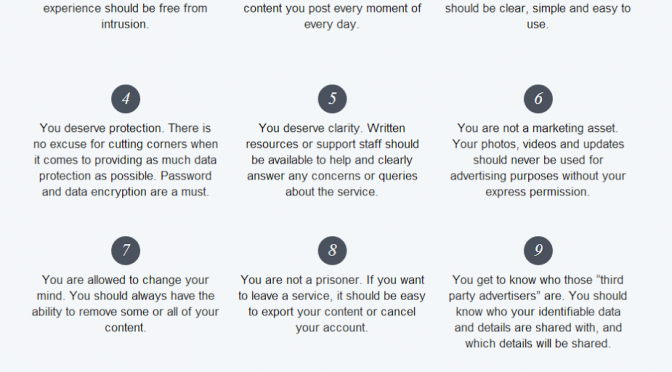 experience should be free from
intrusion.
content you post every moment of
every day.
should be clear, simple and easy to
use.
4
You deserve protection. There is
no excuse for cutting corners when
it comes to providing as much data
protection as possible. Password
and data encryption are a must.
5
You deserve clarity. Written
resources or support staff should
be available to help and clearly
answer any concerns or queries
about the service.
6
You are not a marketing asset.
Your photos, videos and updates
should never be used for
advertising purposes without your
express permission.
7
You are allowed to change your
mind. You should always have the
ability to remove some or all of your
content.
8
You are not a prisoner. If you want
to leave a service, it should be easy
to export your content or cancel
your account.
9
You get to know who those "third
party advertisers" are. You should
know who your identifiable data
and details are shared with, and
which details will be shared.